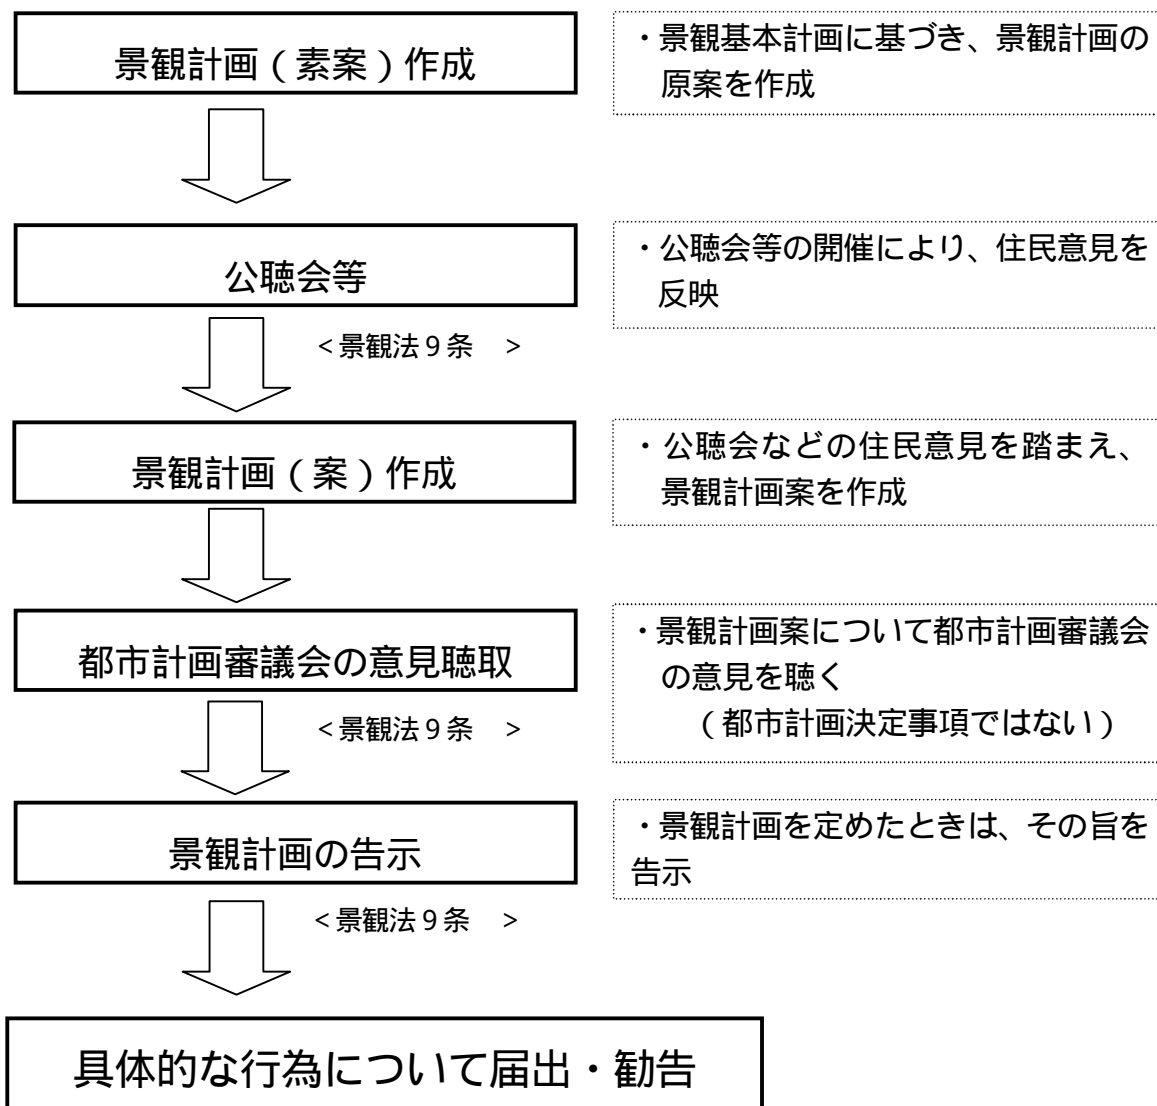 景観計画（素案）作成
・景観基本計画に基づき、景観計画の
原案を作成
公聴会等
・公聴会等の開催により、住民意見を
反映
<景観法９条　>
景観計画（案）作成
・公聴会などの住民意見を踏まえ、
景観計画案を作成
都市計画審議会の意見聴取
・景観計画案について都市計画審議会
の意見を聴く
（都市計画決定事項ではない）
<景観法９条　>
景観計画の告示
・景観計画を定めたときは、その旨を
告示
<景観法９条　>
具体的な行為について届出・勧告